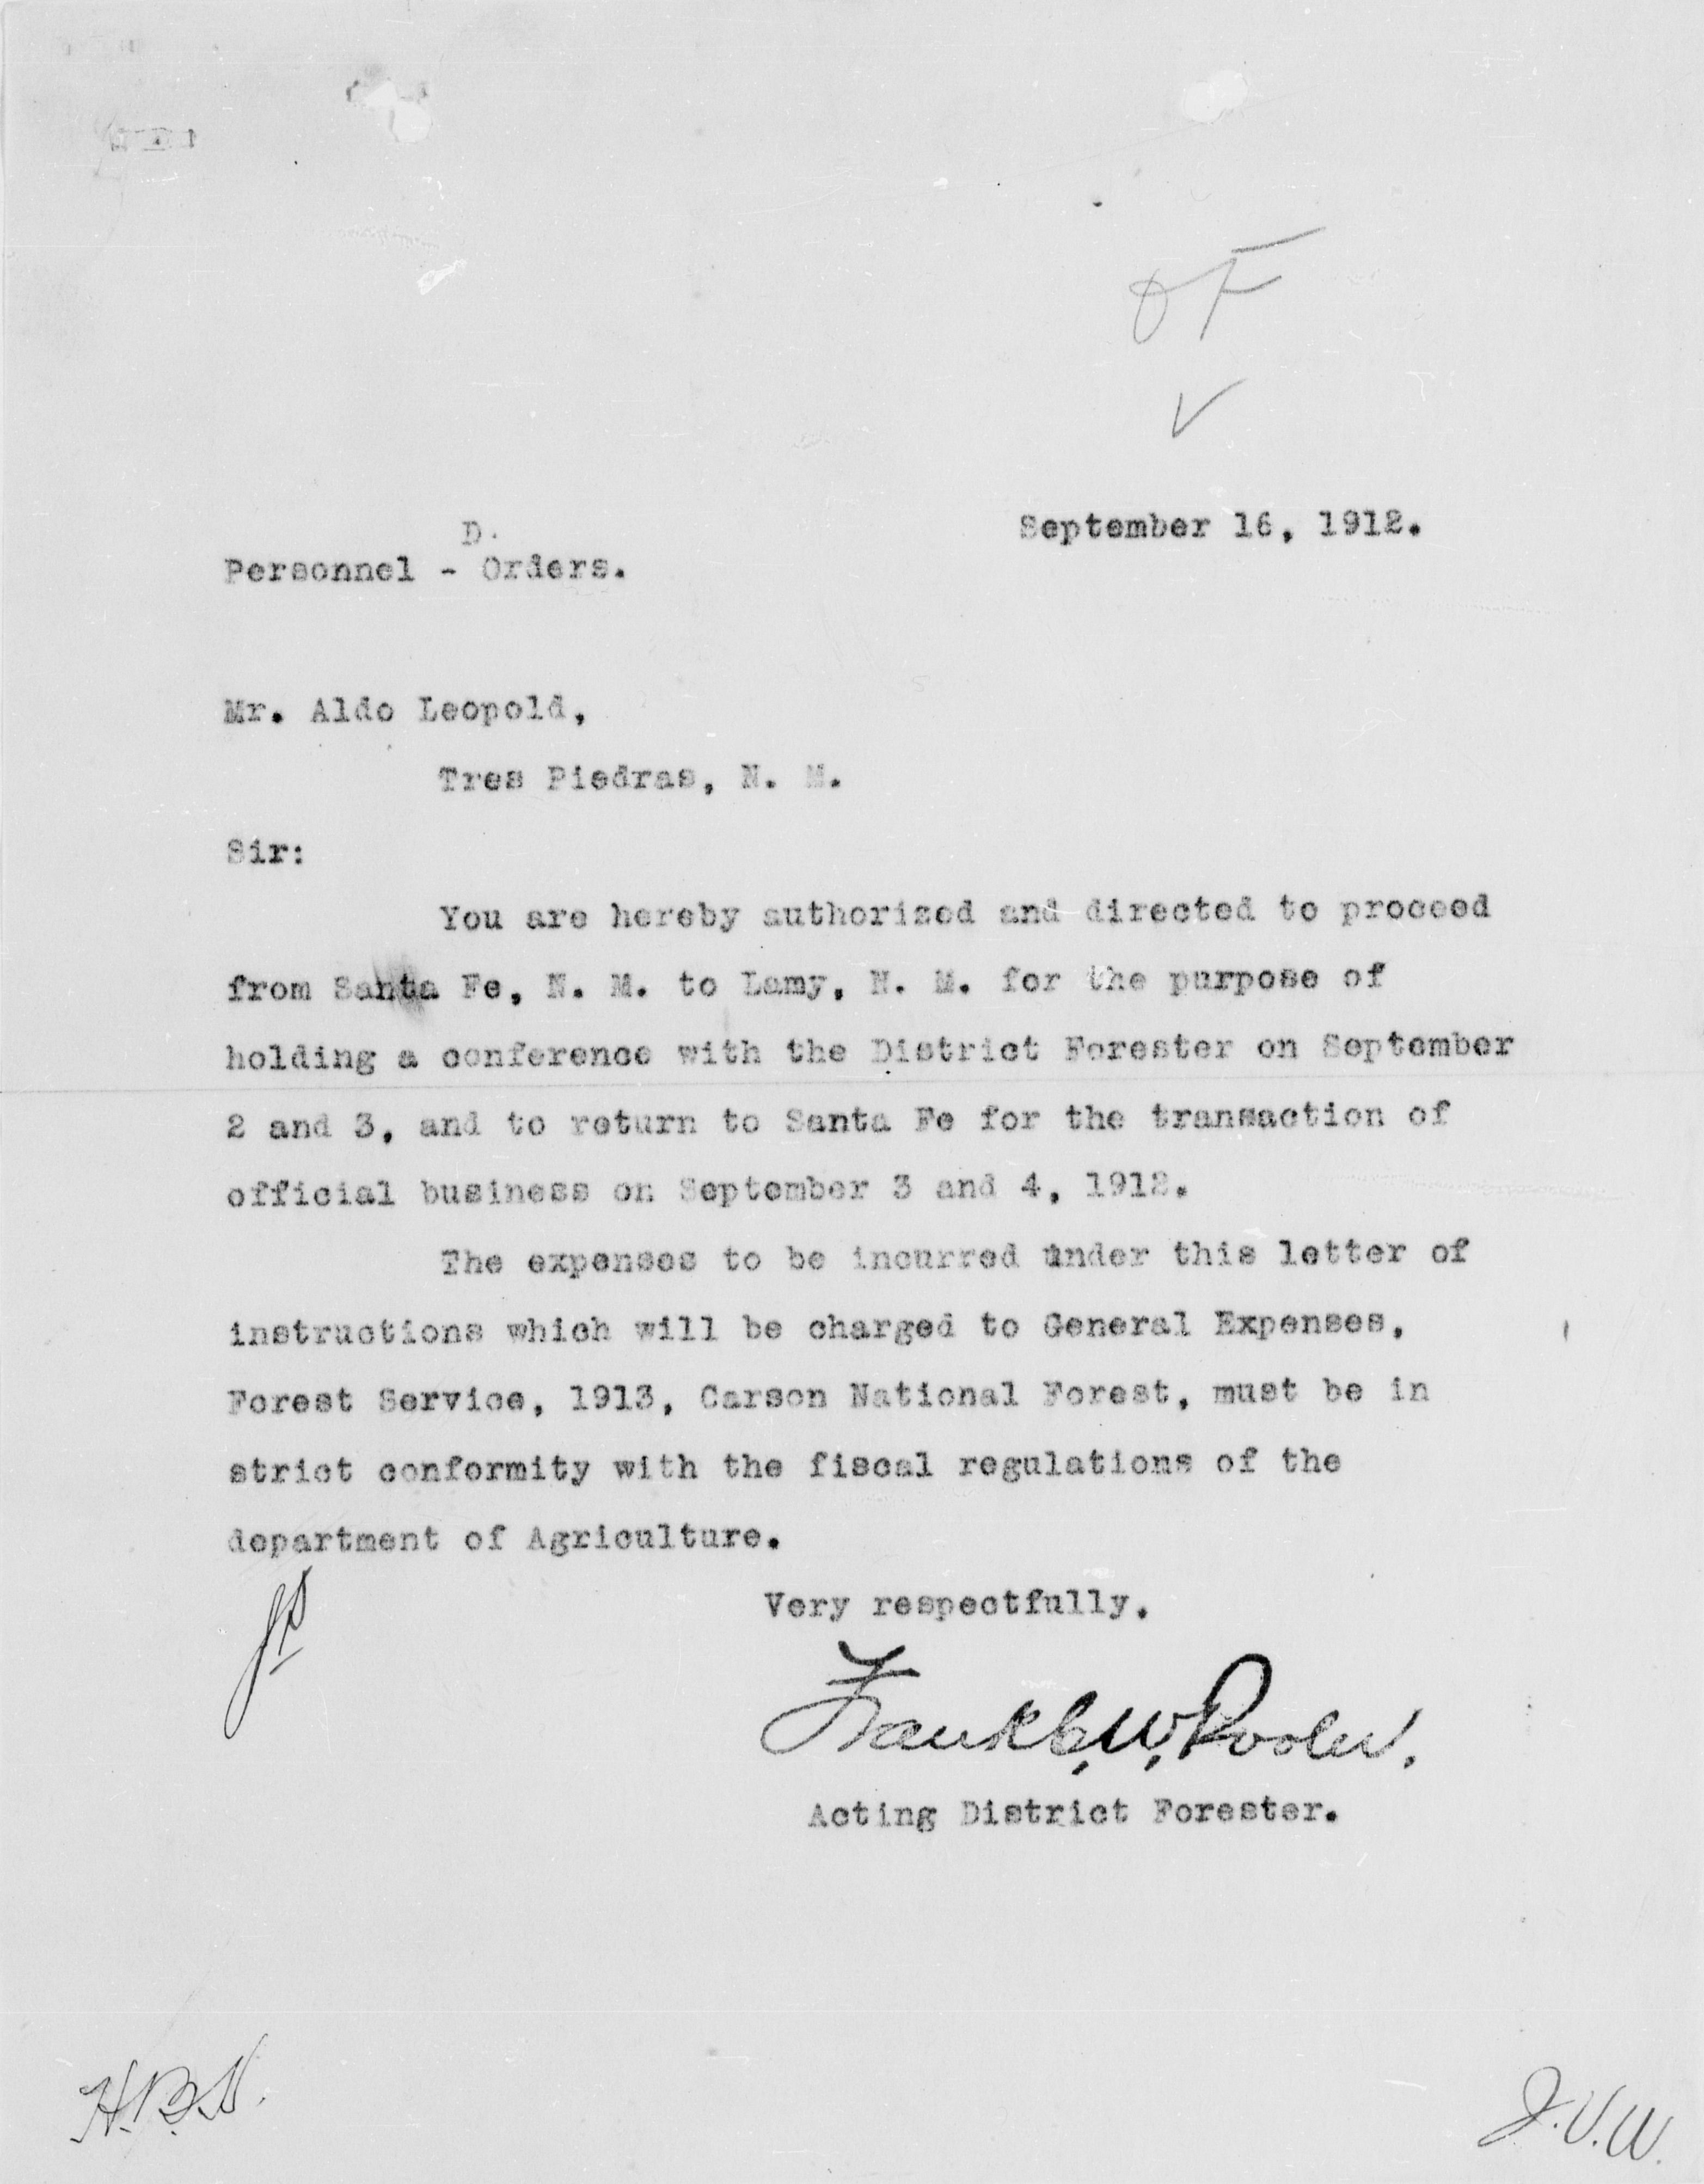 OF
September 16, 1912.
D.
Personnel - Orders.
Mr. Aldo Leopold,
Tres Piedras, N. M.
Sir:
You are hereby authorized and directed to proceed
from Santa Fe, N. M. to Lamy, N. M. for the purpose of
holding a conference with the District Forester on September
2 and 3, and to return to Santa Fe for the transaction of
official business on September 3 and 4, 1912.
The expenses to be incurred under this letter of
instructions which will be charged to General Expenses,
Forest Service, 1913, Carson National Forest, must be in
strict conformity with the fiscal regulations of the
department of Agriculture.
Very respectfully,
Frank C. W. Pooler.
Acting District Forester.
J.V.W.